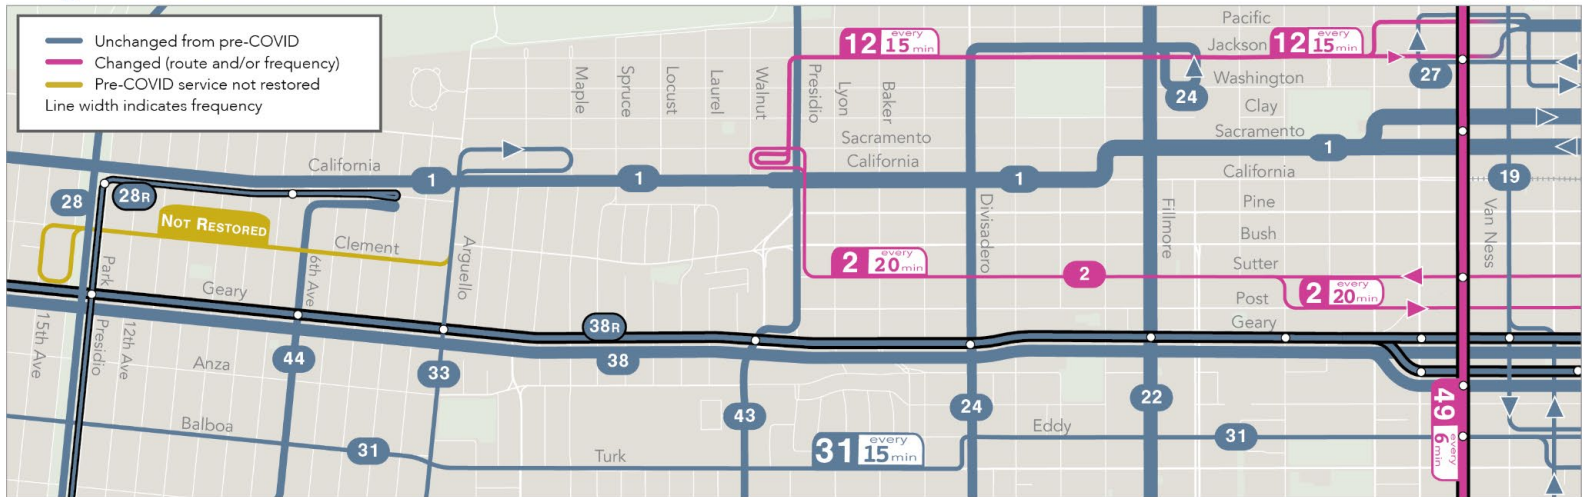 Unchanged from pre-COVID
Changed (route and/or frequency)
Pre-COVID service not restored
Line width indicates frequency
Pacific
12 every 15 min
Jackson
12 every 15 min
27
Washington
24
Clay
Maple
Spruce
Locust
Laurel
Walnut
Presidio
Lyon
Baker
Sacramento
Sacramento
California
California
California
1
1
1
1
28
28R
19
NOT RESTORED
Clement
6th Ave
Arguello
Park Presidio
Divisadero
Fillmore
Van Ness
Pine
Bush
Sutter
Post
Geary
2 every 20 min
2
2 every 20 min
Geary
38R
38
15th Ave
12th Ave
Anza
44
33
43
24
22
49 every 6 min
Balboa
31
Turk
31 every 15 min
Eddy
31